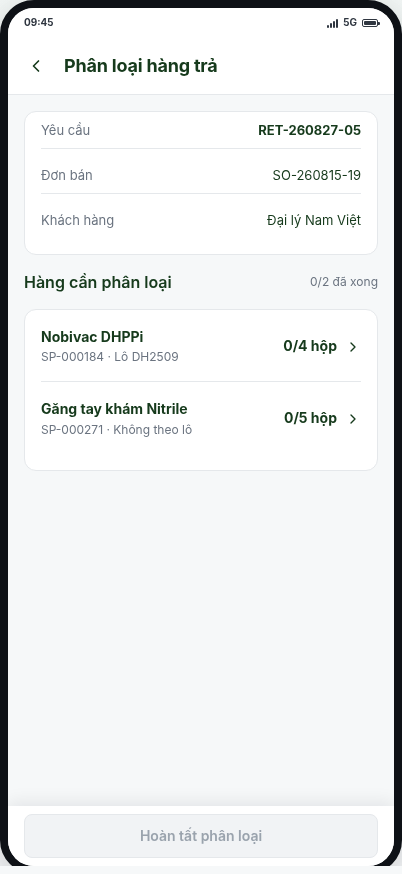 09:45 5G
Phân loại hàng trả
Yêu cầu RET-260827-05
Đơn bán SO-260815-19
Khách hàng Đại lý Nam Việt
Hàng cần phân loại 0/2 đã xong
Nobivac DHPPi
SP-000184 · Lô DH2509
0/4 hộp
Găng tay khám Nitrile
SP-000271 · Không theo lô
0/5 hộp
Hoàn tất phân loại